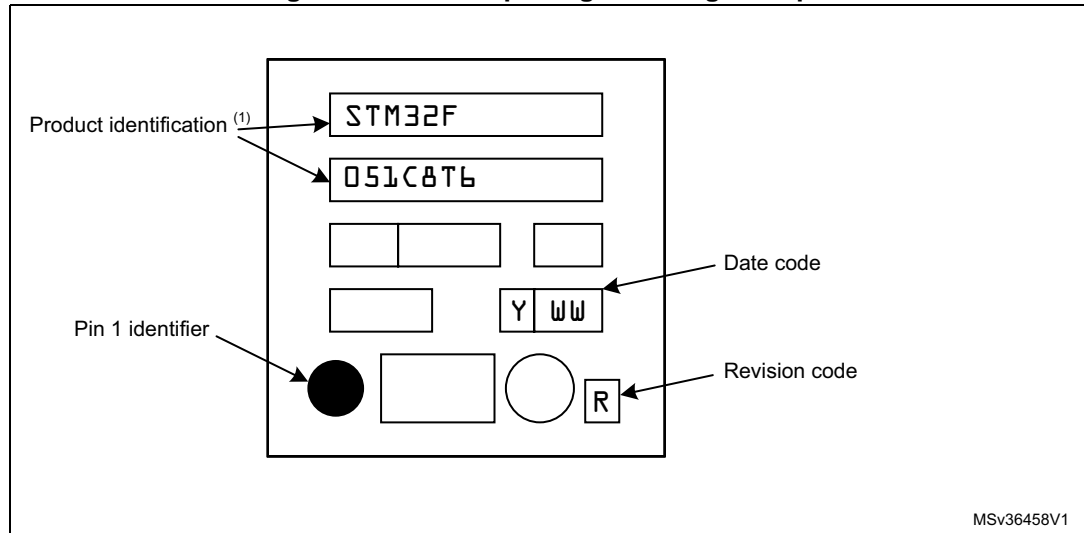 STM32F
Product identification (1)
051C8T6
Date code
Y WW
Pin 1 identifier
Revision code
R
MSv36458V1